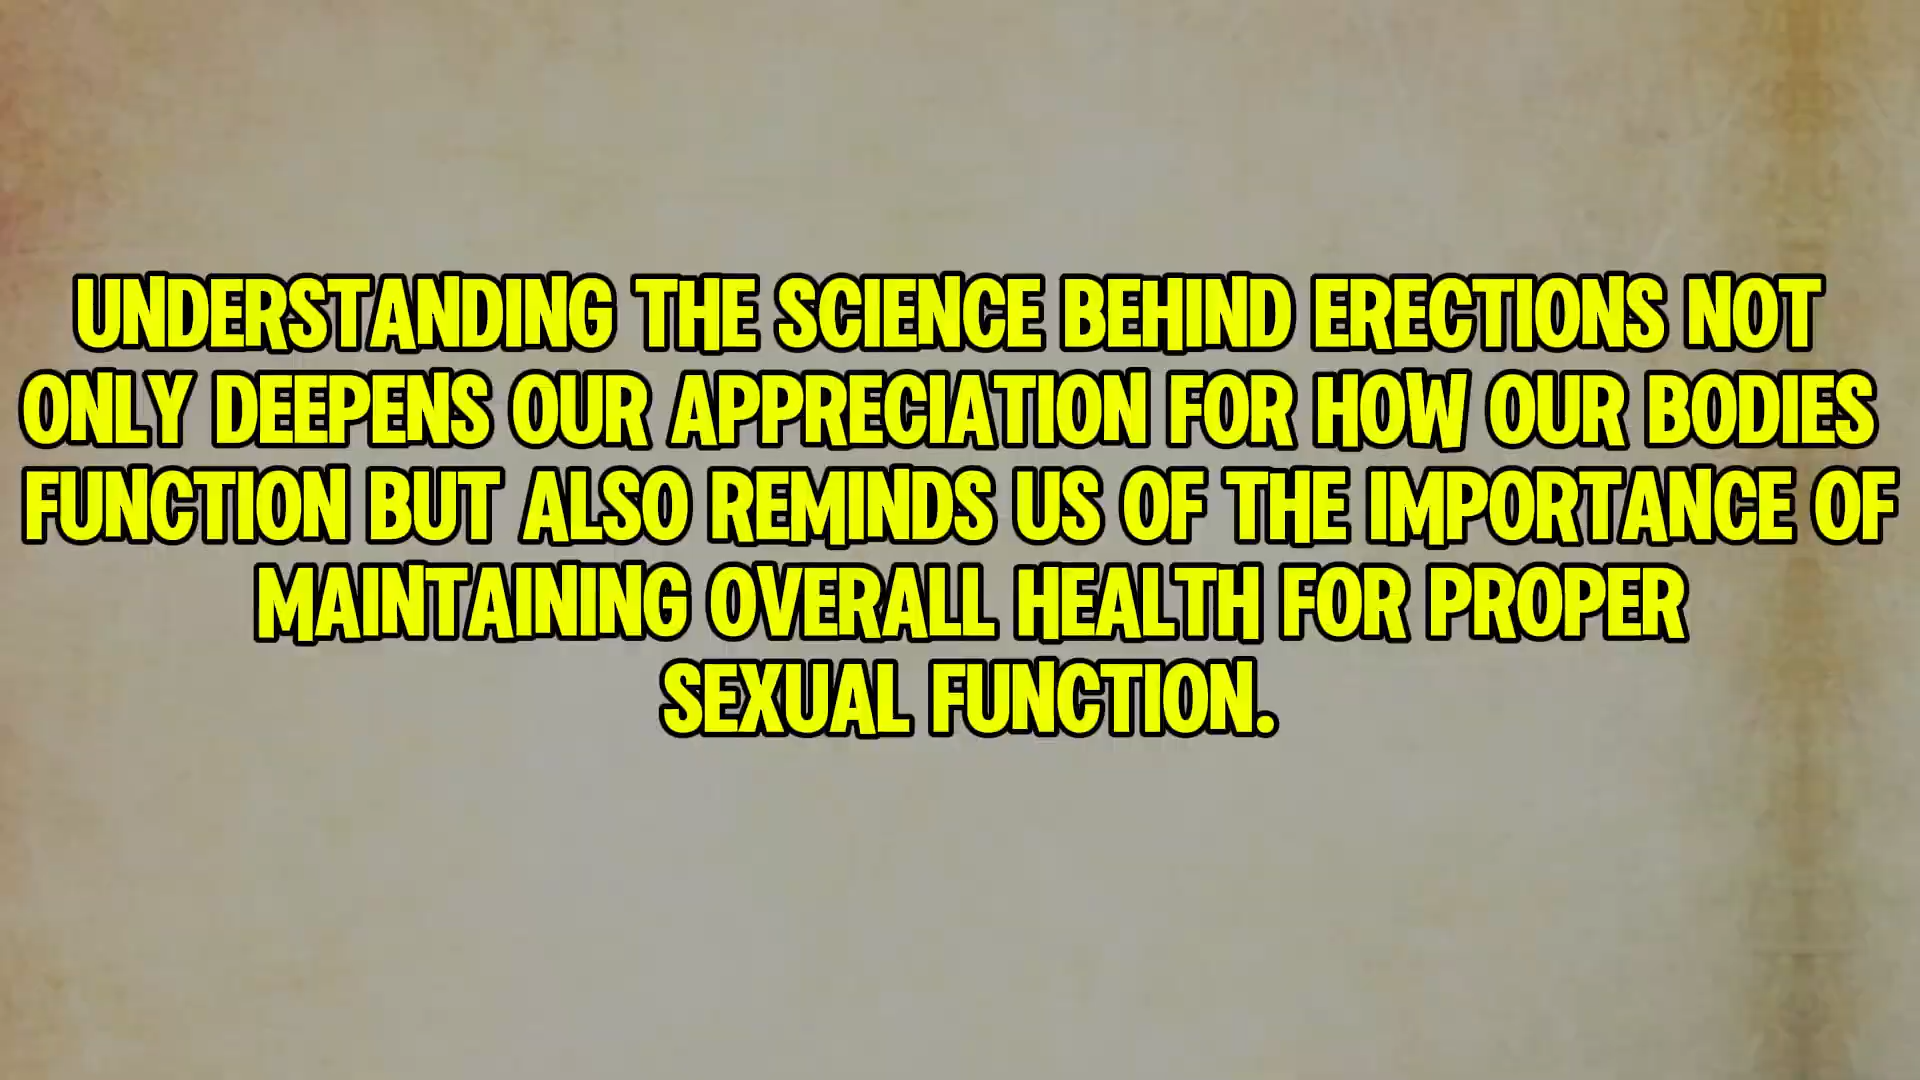 UNDERSTANDING THE SCIENCE BEHIND ERECTIONS NOT
ONLY DEEPENS OUR APPRECIATION FOR HOW OUR BODIES
FUNCTION BUT ALSO REMINDS US OF THE IMPORTANCE OF
MAINTAINING OVERALL HEALTH FOR PROPER
SEXUAL FUNCTION.